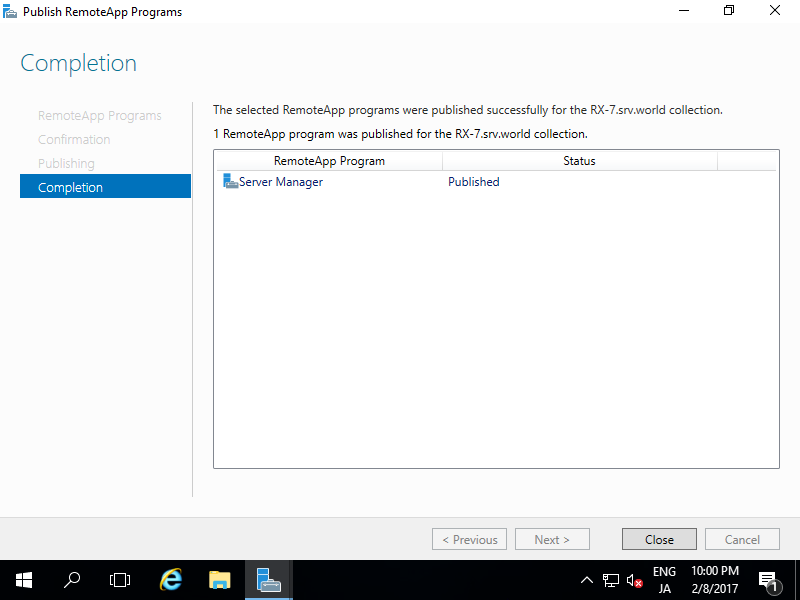 Publish RemoteApp Programs
Completion
RemoteApp Programs
Confirmation
Publishing
Completion
The selected RemoteApp programs were published successfully for the RX-7.srv.world collection.
1 RemoteApp program was published for the RX-7.srv.world collection.
RemoteApp Program Status
Server Manager Published
< Previous Next > Close Cancel
ENG 10:00 PM
JA 2/8/2017 1